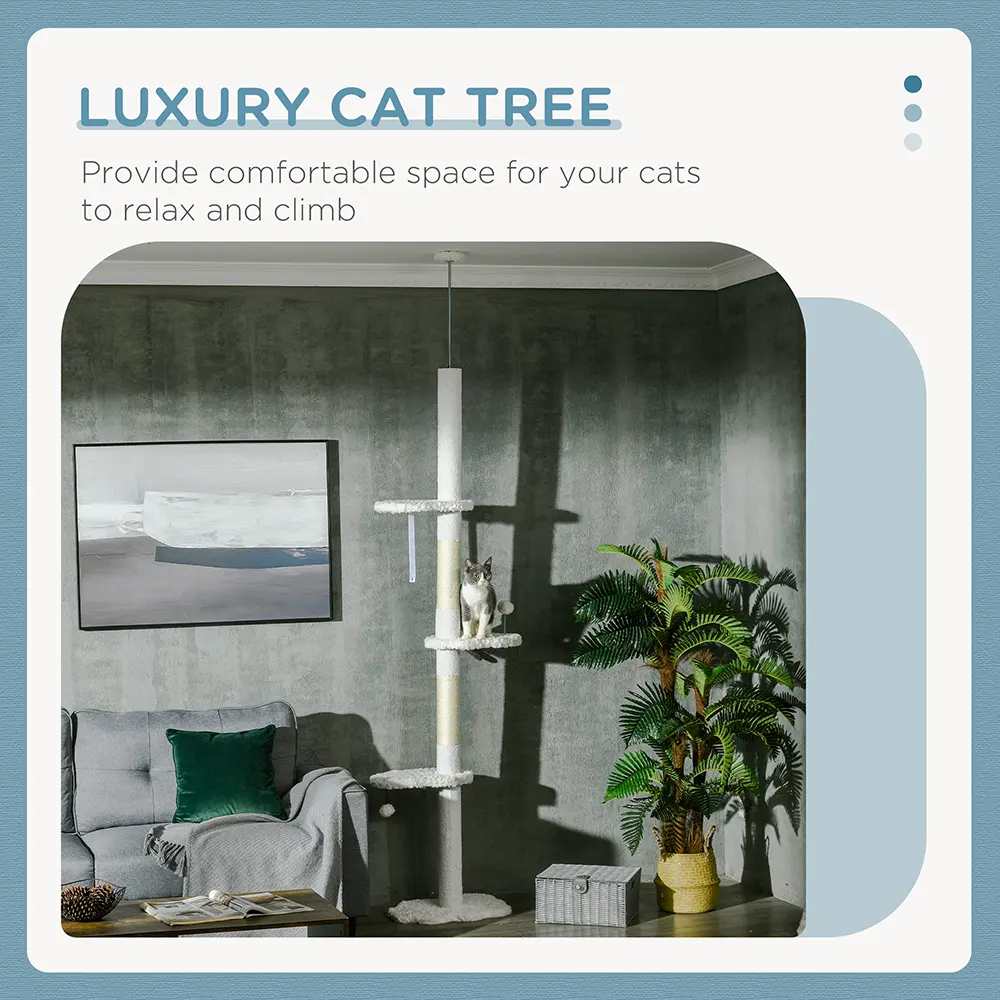 LUXURY CAT TREE
Provide comfortable space for your cats
to relax and climb